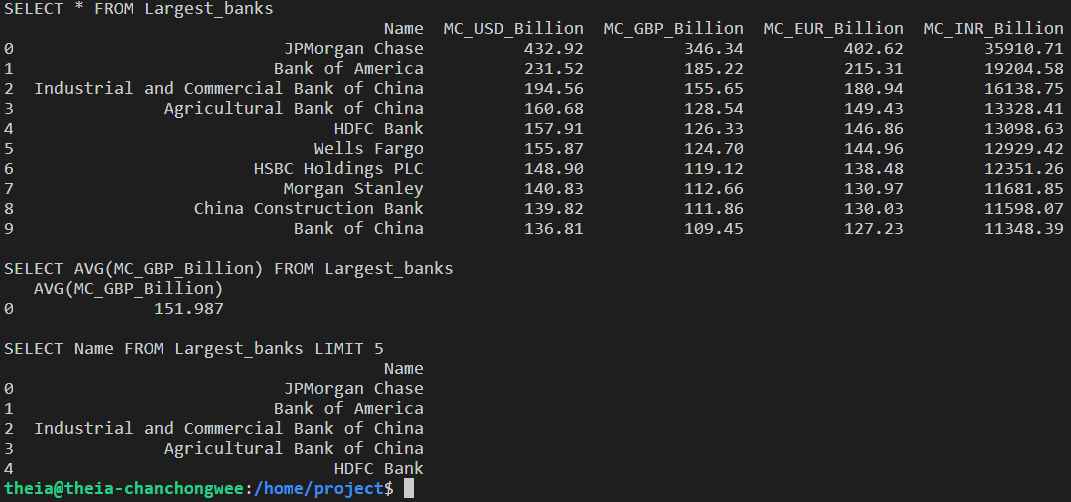 SELECT * FROM Largest_banks
Name MC_USD_Billion MC_GBP_Billion MC_EUR_Billion MC_INR_Billion
0 JPMorgan Chase 432.92 346.34 402.62 35910.71
1 Bank of America 231.52 185.22 215.31 19204.58
2 Industrial and Commercial Bank of China 194.56 155.65 180.94 16138.75
3 Agricultural Bank of China 160.68 128.54 149.43 13328.41
4 HDFC Bank 157.91 126.33 146.86 13098.63
5 Wells Fargo 155.87 124.70 144.96 12929.42
6 HSBC Holdings PLC 148.90 119.12 138.48 12351.26
7 Morgan Stanley 140.83 112.66 130.97 11681.85
8 China Construction Bank 139.82 111.86 130.03 11598.07
9 Bank of China 136.81 109.45 127.23 11348.39
SELECT AVG(MC_GBP_Billion) FROM Largest_banks
AVG(MC_GBP_Billion)
0 151.987
SELECT Name FROM Largest_banks LIMIT 5
Name
0 JPMorgan Chase
1 Bank of America
2 Industrial and Commercial Bank of China
3 Agricultural Bank of China
4 HDFC Bank
theia@theia-chanchongwee:/home/project$